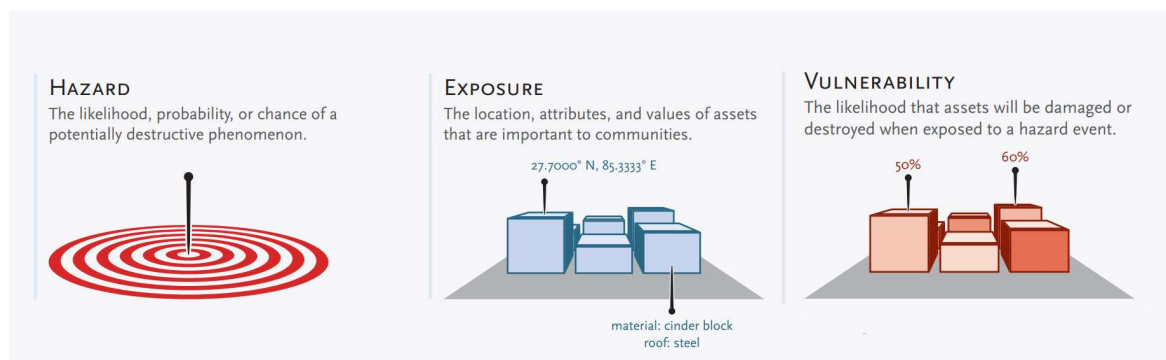 HAZARD
The likelihood, probability, or chance of a
potentially destructive phenomenon.
EXPOSURE
The location, attributes, and values of assets
that are important to communities.
27.7000° N, 85.3333° E
material: cinder block
roof: steel
VULNERABILITY
The likelihood that assets will be damaged or
destroyed when exposed to a hazard event.
50%
60%